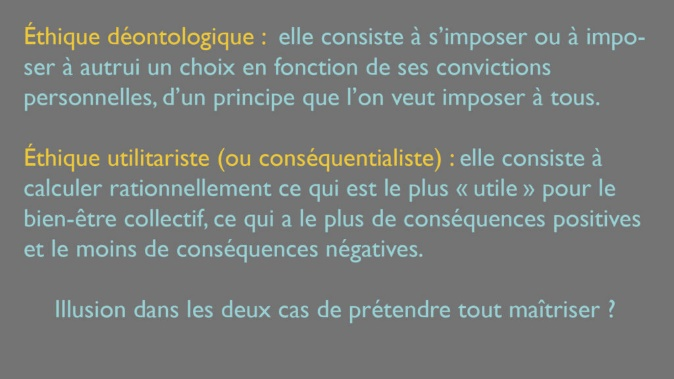 Éthique déontologique : elle consiste à s’imposer ou à impo-
ser à autrui un choix en fonction de ses convictions
personnelles, d’un principe que l’on veut imposer à tous.
Éthique utilitariste (ou conséquentialiste) : elle consiste à
calculer rationnellement ce qui est le plus « utile » pour le
bien-être collectif, ce qui a le plus de conséquences positives
et le moins de conséquences négatives.
Illusion dans les deux cas de prétendre tout maîtriser ?